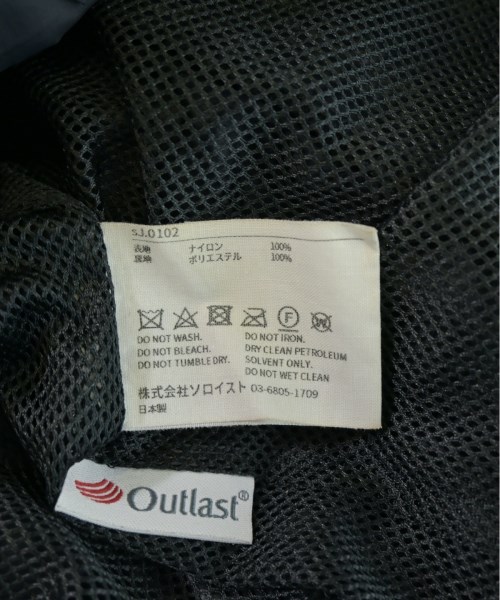 SJ.0102
表地 ナイロン 100%
裏地 ポリエステル 100%
DO NOT WASH. DO NOT IRON.
DO NOT BLEACH. DRY CLEAN PETROLEUM
DO NOT TUMBLE DRY. SOLVENT ONLY.
DO NOT WET CLEAN
株式会社ソロイスト 03-6805-1709
日本製
Outlast®